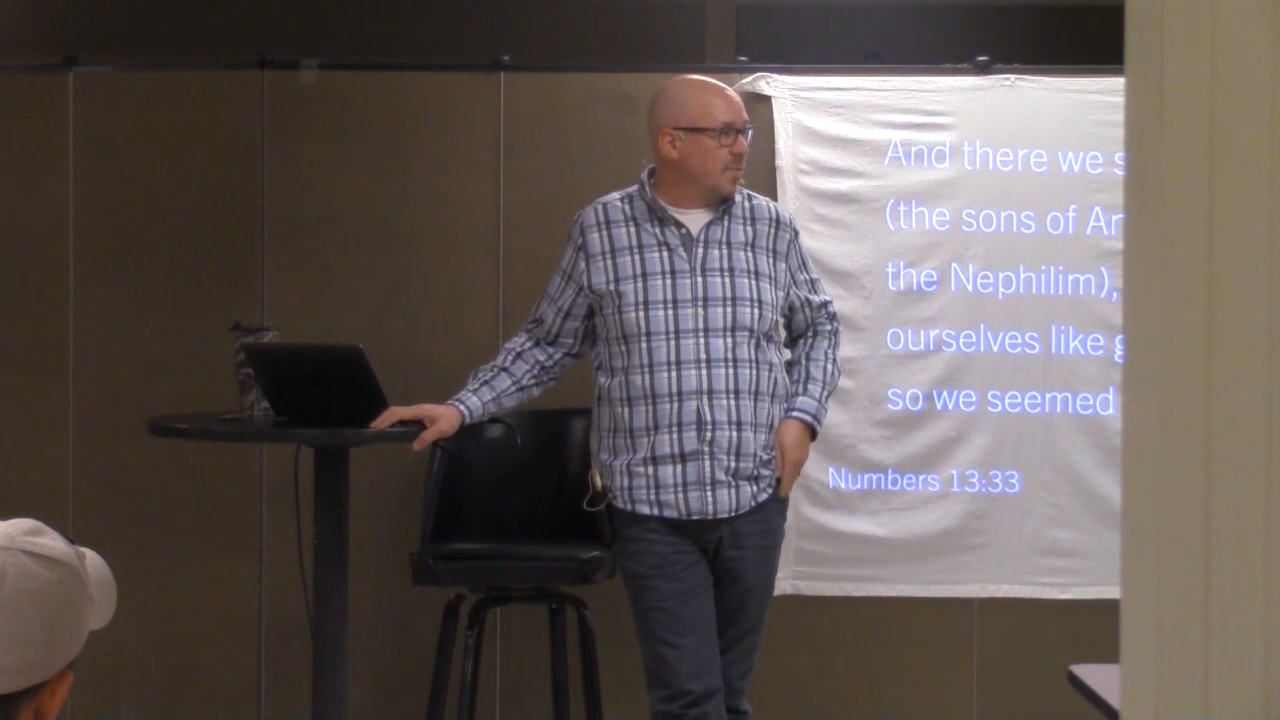 And there we
(the sons of
the Nephilim),
ourselves like
so we seemed
Numbers 13:33